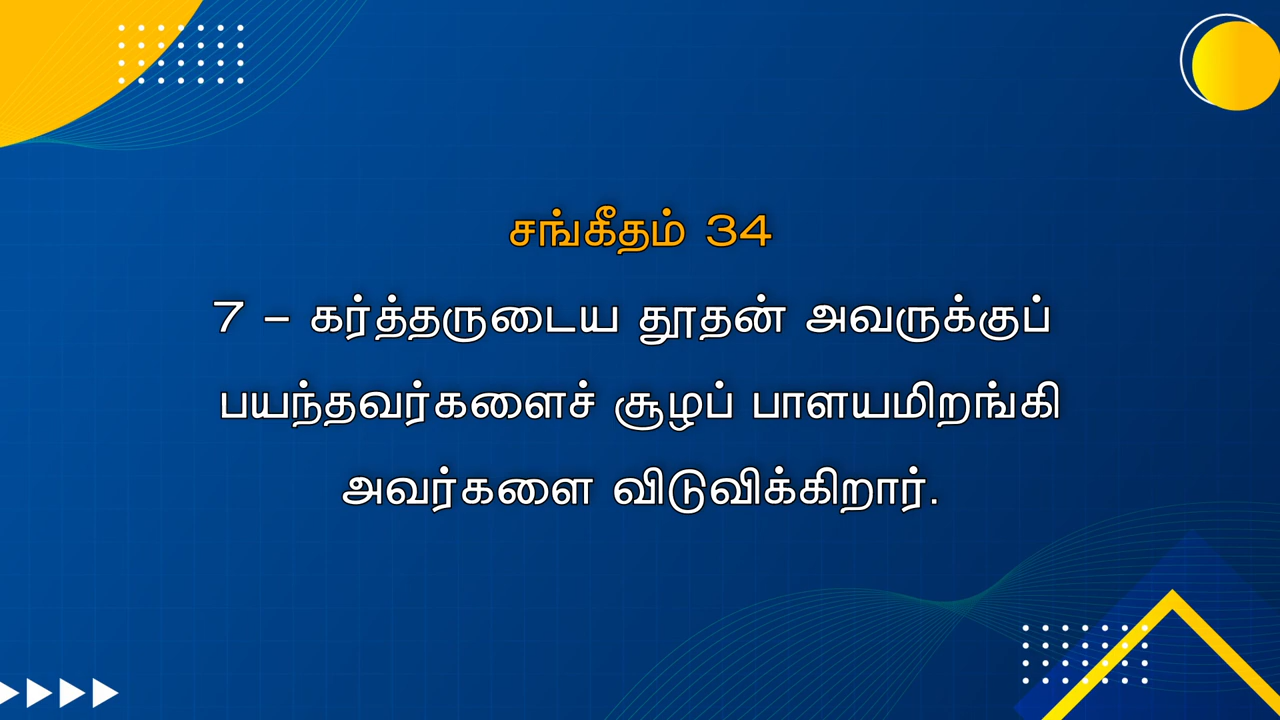 சங்கீதம் 34
7 – கர்த்தருடைய தூதன் அவருக்குப்
பயந்தவர்களைச் சூழப் பாளயமிறங்கி
அவர்களை விடுவிக்கிறார்.